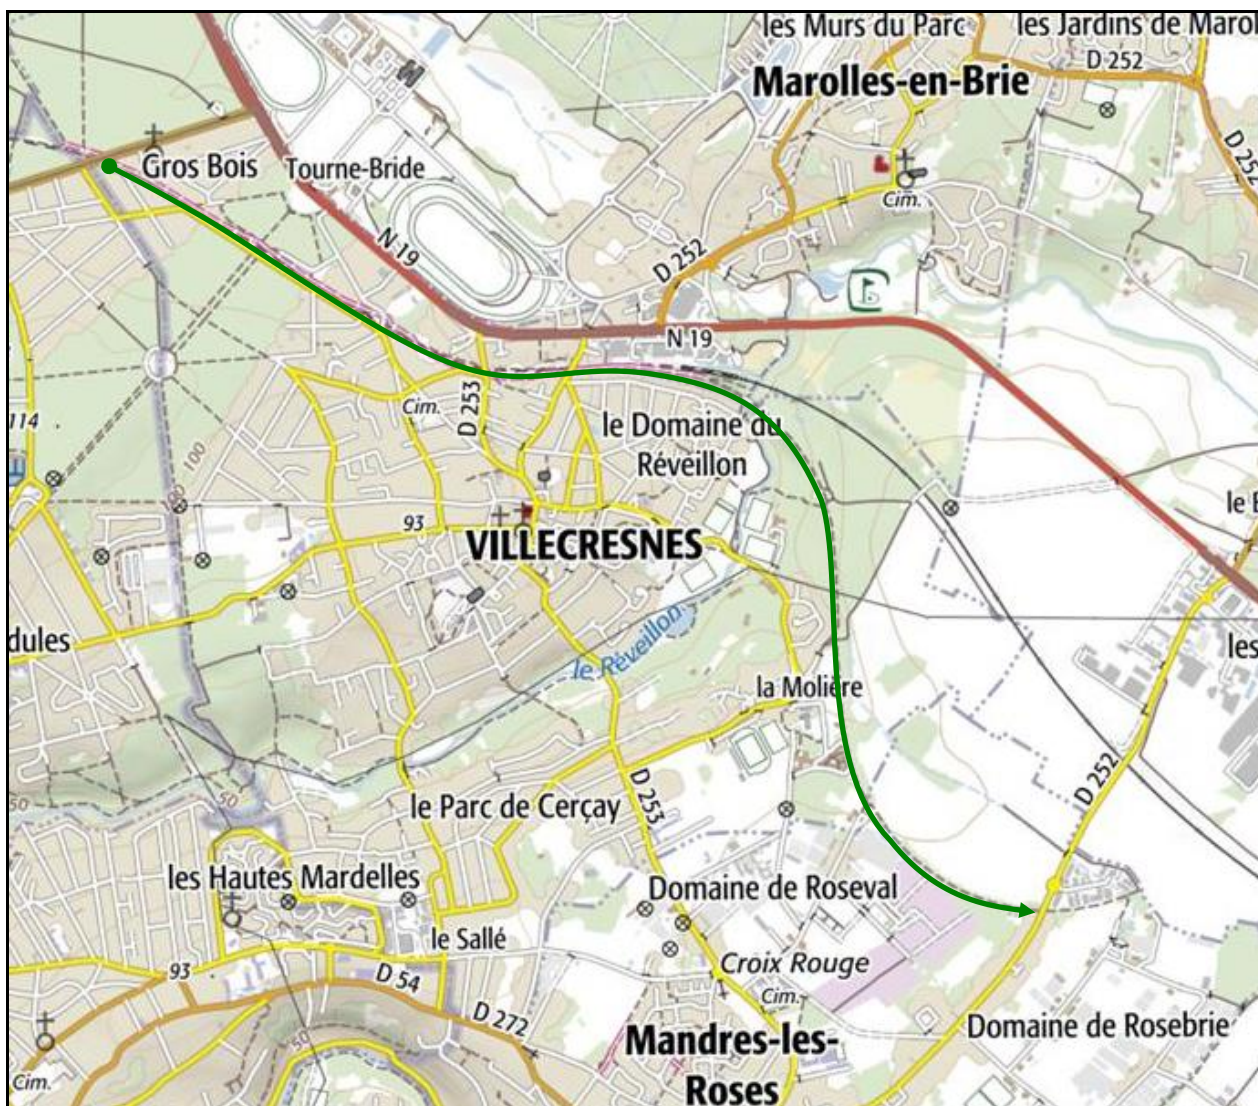 les Murs du Parc
les Jardins de Marol
D 252
Marolles-en-Brie
Gros Bois
Tourne-Bride
D 252
Cim.
N 19
D 252
N 19
114
Cim.
D 253
le Domaine du
Réveillon
100
93
VILLECRESNES
le
dules
le Réveillon
les
la Molière
50
50
D 252
le Parc de Cerçay
D 253
les Hautes Mardelles
Domaine de Roseval
le Sallé
93
D 54
Croix Rouge
Cim.
D 272
Mandres-les-
Roses
Domaine de Rosebrie
50
Cim.